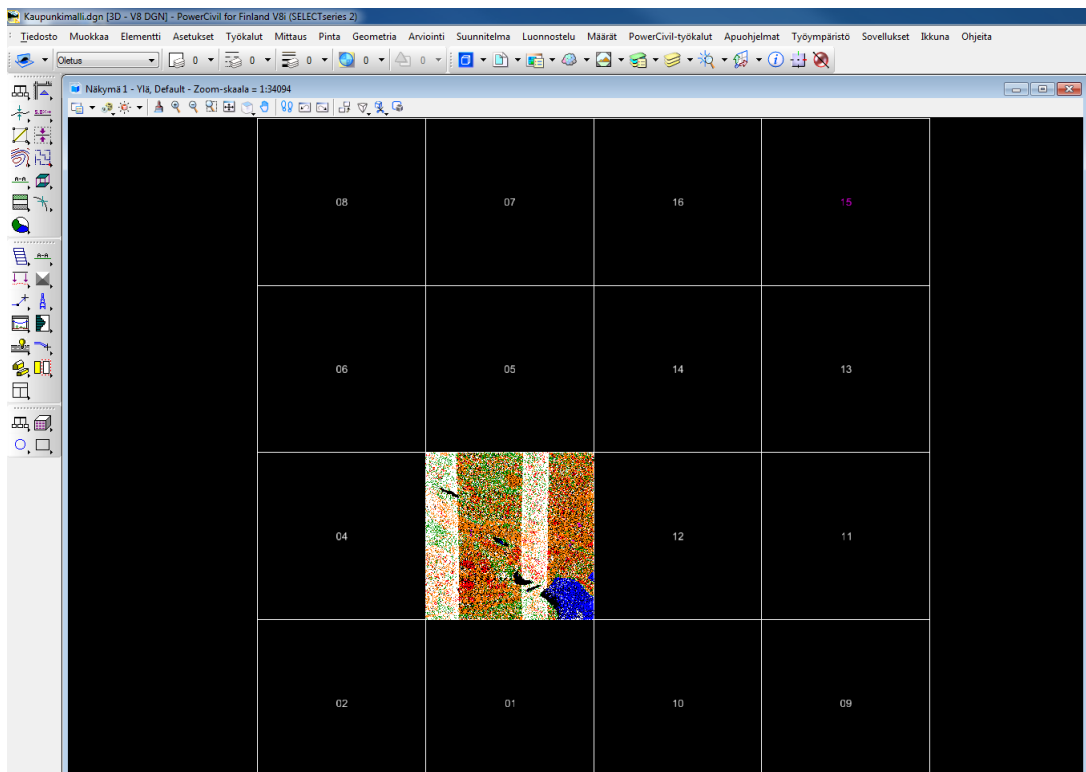 Kaupunkimalli.dgn [3D - V8 DGN] - PowerCivil for Finland V8i (SELECTseries 2)
Tiedosto Muokkaa Elementti Asetukset Työkalut Mittaus Pinta Geometria Arviointi Suunnitelma Luonnostelu Määrät PowerCivil-työkalut Apuohjelmat Työympäristö Sovellukset Ikkuna Ohjeita
Oletus 0 0 0 0 0
Näkymä 1 - Ylä, Default - Zoom-skaala = 1:34094
08 07 16 15
06 05 14 13
04 12 11
02 01 10 09